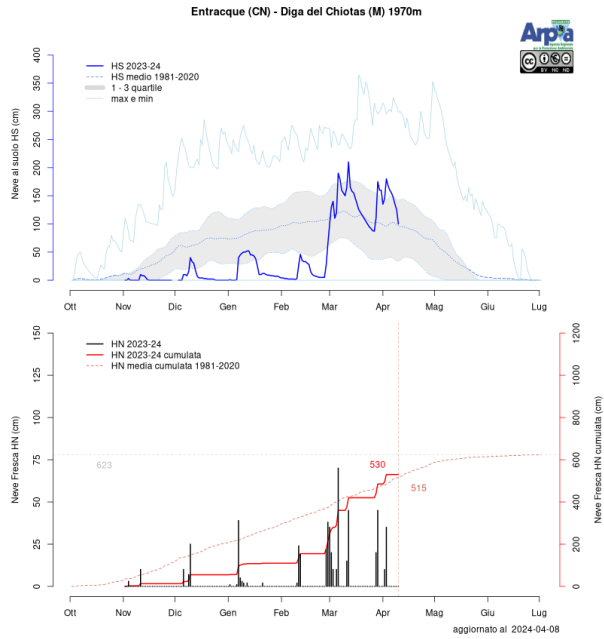 Entracque (CN) - Diga del Chiotas (M) 1970m
Arpa
CC BY NC ND
HS 2023-24
HS medio 1981-2020
1 - 3 quartile
max e min
Neve al suolo HS (cm)
0 50 100 150 200 250 300 350 400
Ott Nov Dic Gen Feb Mar Apr Mag Giu Lug
HN 2023-24
HN 2023-24 cumulata
HN media cumulata 1981-2020
Neve Fresca HN (cm)
0 25 50 75 100 125 150
Neve Fresca HN cumulata (cm)
0 200 400 600 800 1000 1200
623
530
515
Ott Nov Dic Gen Feb Mar Apr Mag Giu Lug
aggiornato al 2024-04-08